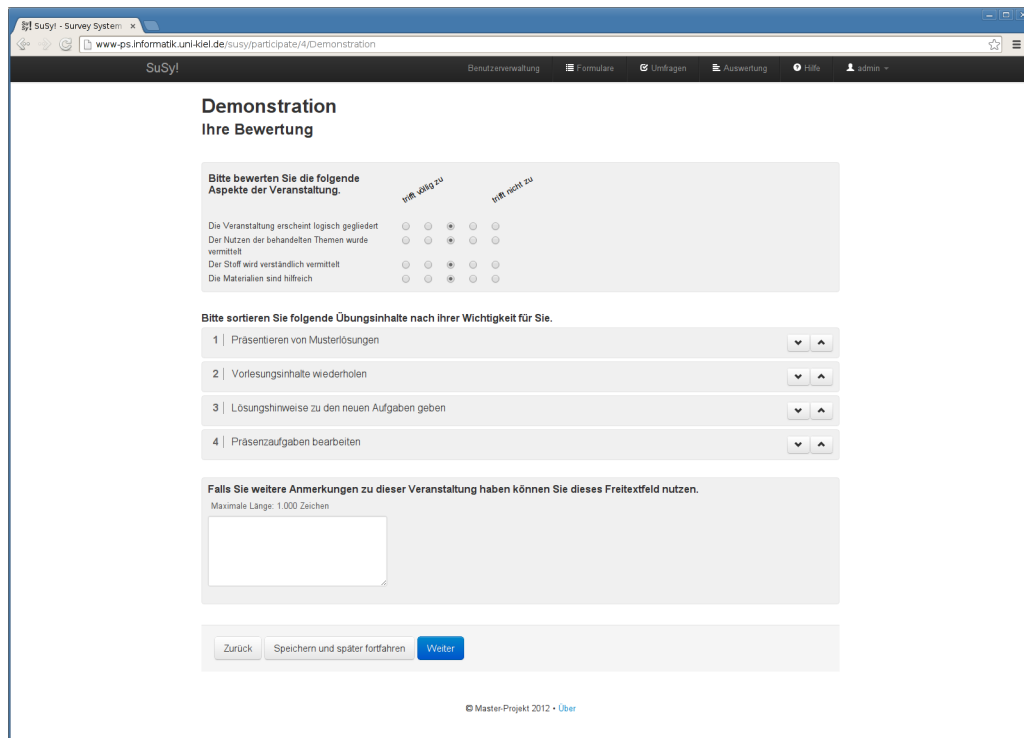 SuSy! - Survey System
www-ps.informatik.uni-kiel.de/susy/participate/4/Demonstration
SuSy! Benutzerverwaltung Formulare Umfragen Auswertung Hilfe admin
Demonstration
Ihre Bewertung
Bitte bewerten Sie die folgende
Aspekte der Veranstaltung.
trifft völlig zu
trifft nicht zu
Die Veranstaltung erscheint logisch gegliedert
Der Nutzen der behandelten Themen wurde
vermittelt
Der Stoff wird verständlich vermittelt
Die Materialien sind hilfreich
Bitte sortieren Sie folgende Übungsinhalte nach ihrer Wichtigkeit für Sie.
1 Präsentieren von Musterlösungen
2 Vorlesungsinhalte wiederholen
3 Lösungshinweise zu den neuen Aufgaben geben
4 Präsenzaufgaben bearbeiten
Falls Sie weitere Anmerkungen zu dieser Veranstaltung haben können Sie dieses Freitextfeld nutzen.
Maximale Länge: 1.000 Zeichen
Zurück Speichern und später fortfahren Weiter
© Master-Projekt 2012 • Über